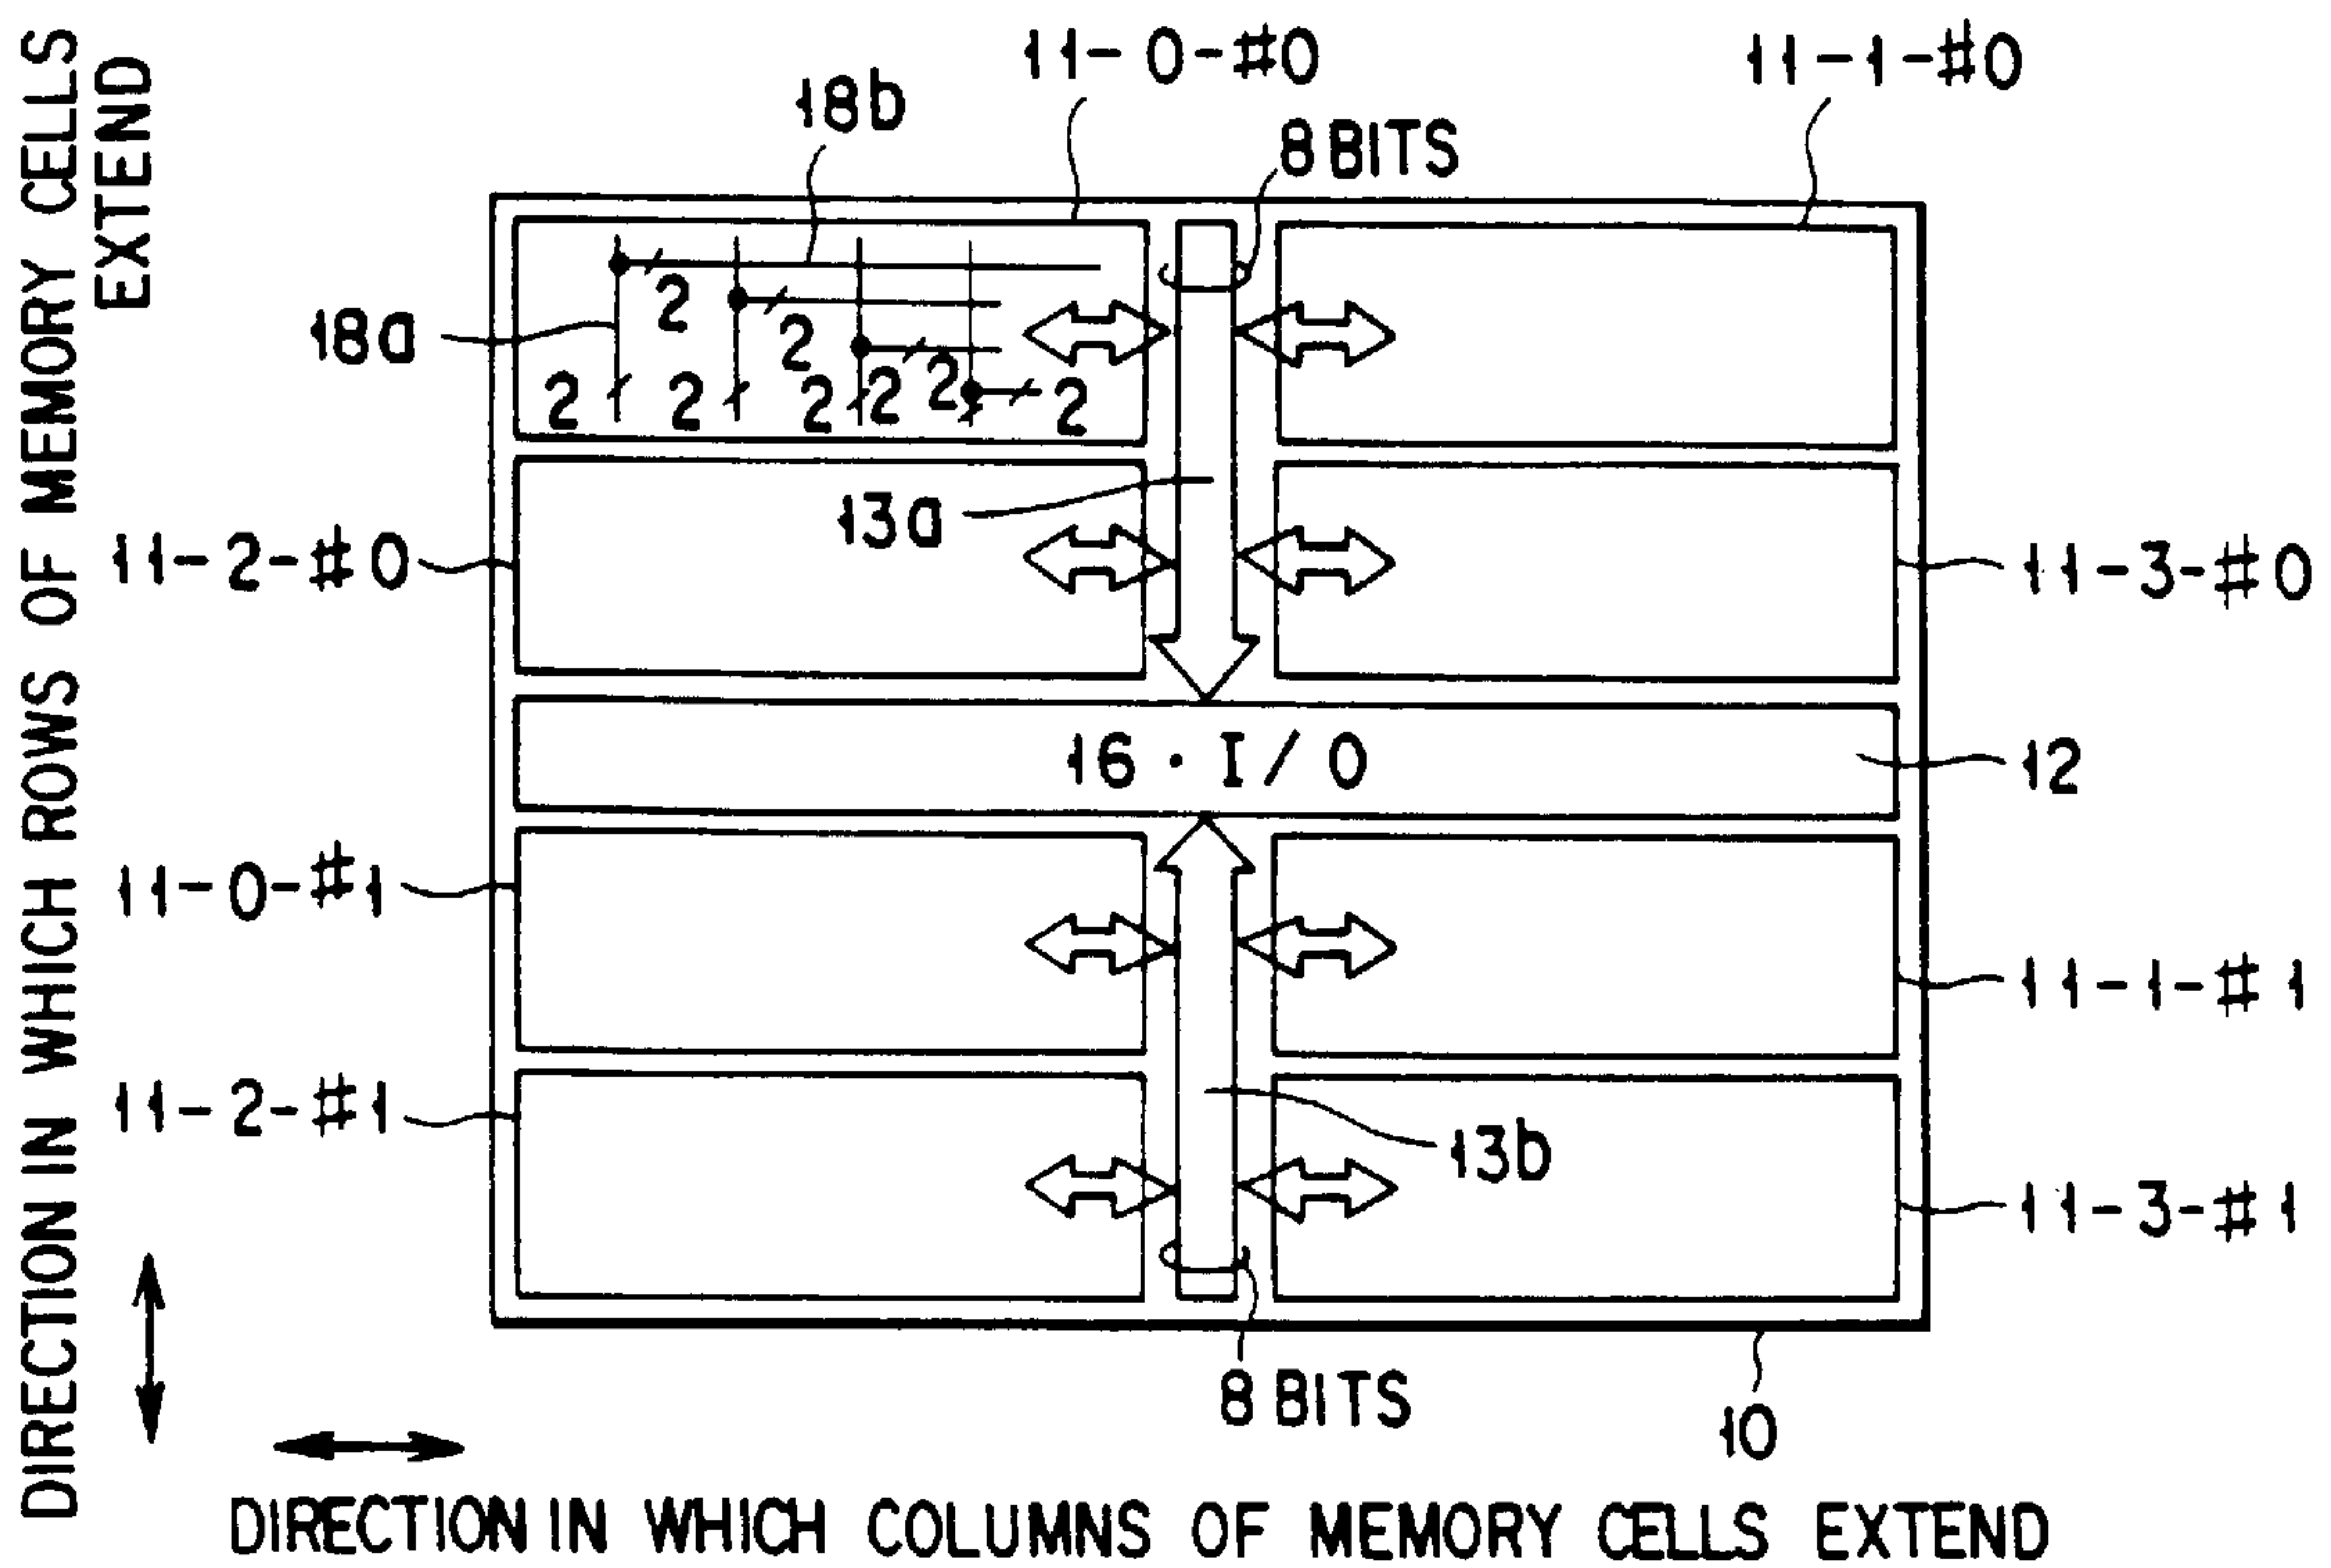 DIRECTION IN WHICH ROWS OF MEMORY CELLS
EXTEND
11-0-#0
11-1-#0
18b
8 BITS
18a
2
2
2 2 2 2 2 2
13a
11-2-#0
11-3-#0
16 · I/O
12
11-0-#1
11-1-#1
11-2-#1
13b
11-3-#1
8 BITS
10
DIRECTION IN WHICH COLUMNS OF MEMORY CELLS EXTEND